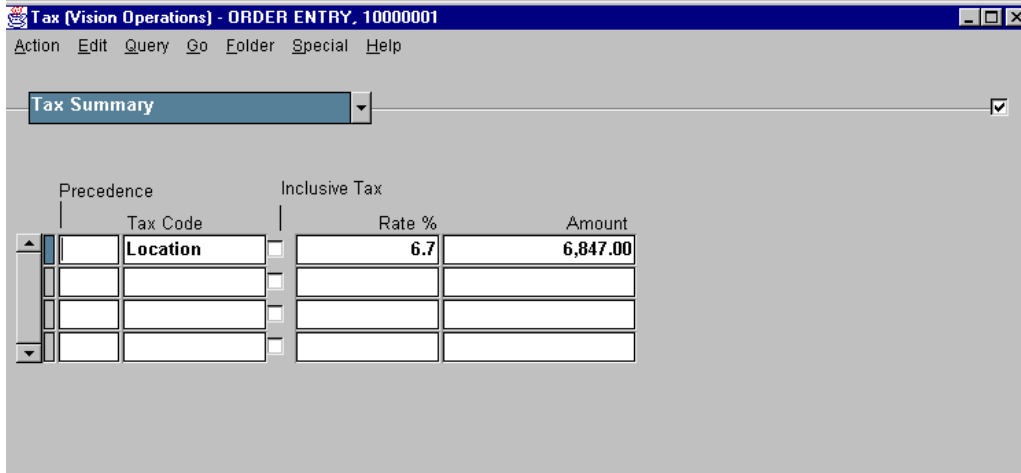 Tax (Vision Operations) - ORDER ENTRY, 10000001
Action Edit Query Go Folder Special Help
Tax Summary
Precedence Inclusive Tax
Tax Code Rate % Amount
Location 6.7 6,847.00